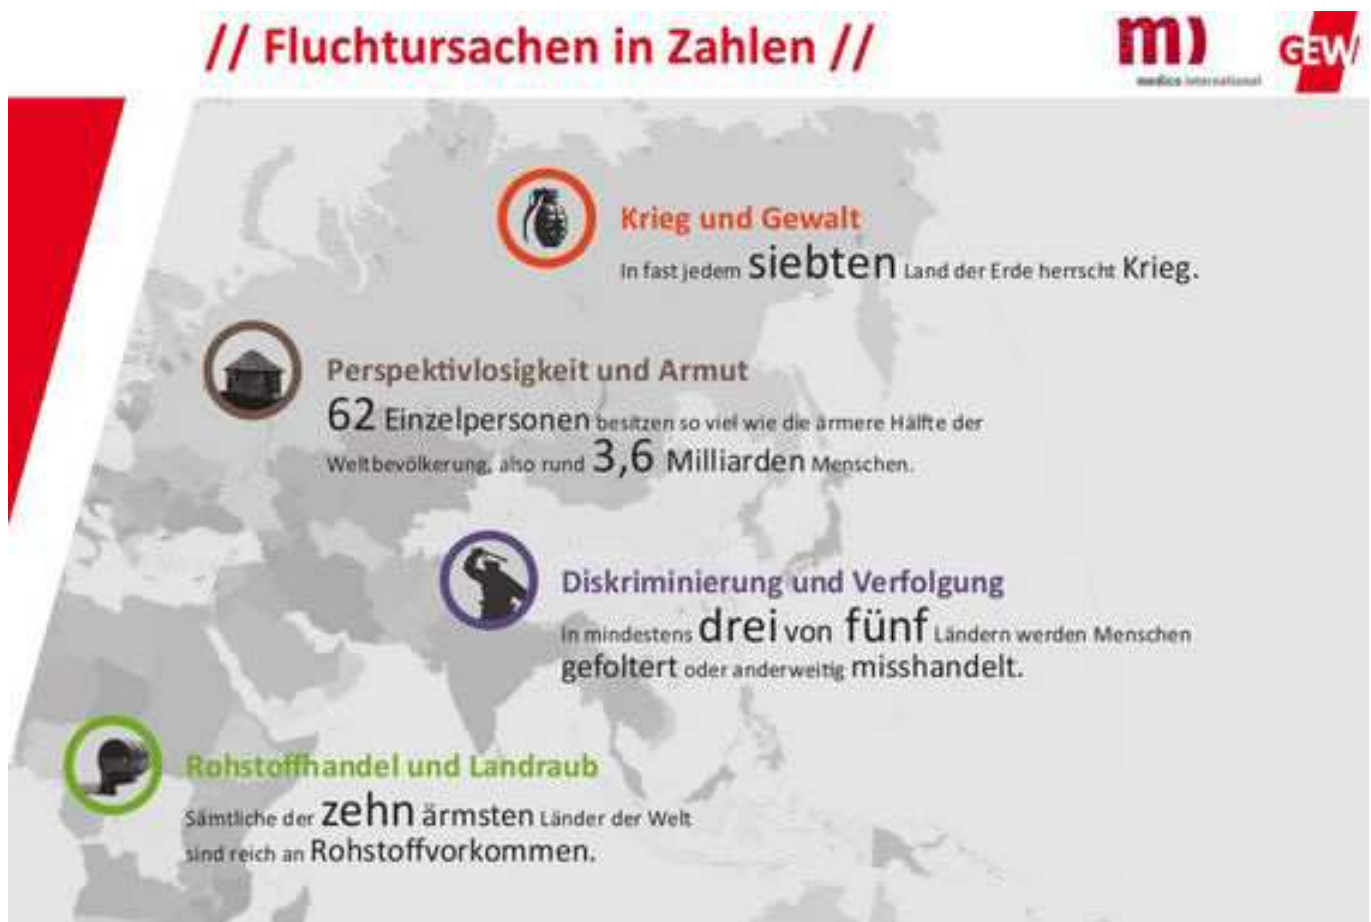 // Fluchtursachen in Zahlen //
m)
medico international
GEW
Krieg und Gewalt
In fast jedem siebten Land der Erde herrscht Krieg.
Perspektivlosigkeit und Armut
62 Einzelpersonen besitzen so viel wie die ärmere Hälfte der
Weltbevölkerung, also rund 3,6 Milliarden Menschen.
Diskriminierung und Verfolgung
In mindestens drei von fünf Ländern werden Menschen
gefoltert oder anderweitig misshandelt.
Rohstoffhandel und Landraub
Sämtliche der zehn ärmsten Länder der Welt
sind reich an Rohstoffvorkommen.